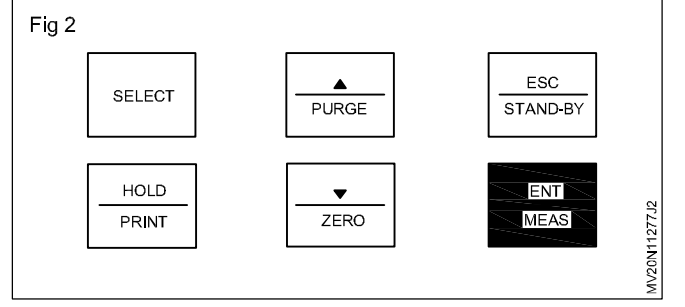 Fig 2
SELECT
▲
PURGE
ESC
STAND-BY
HOLD
PRINT
▼
ZERO
ENT
MEAS
MV20N11277J2